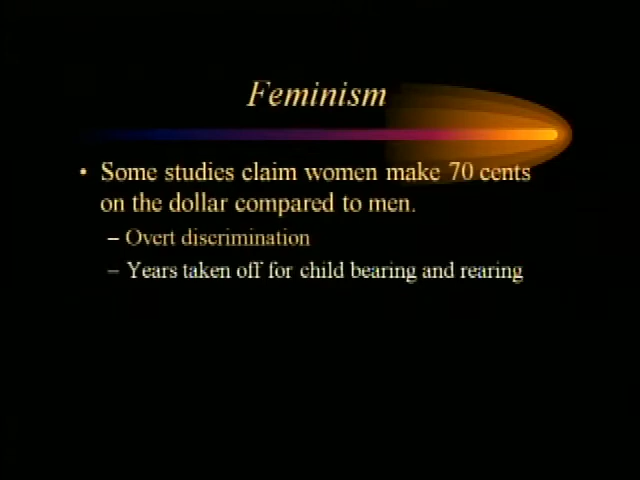 Feminism
• Some studies claim women make 70 cents
on the dollar compared to men.
– Overt discrimination
– Years taken off for child bearing and rearing